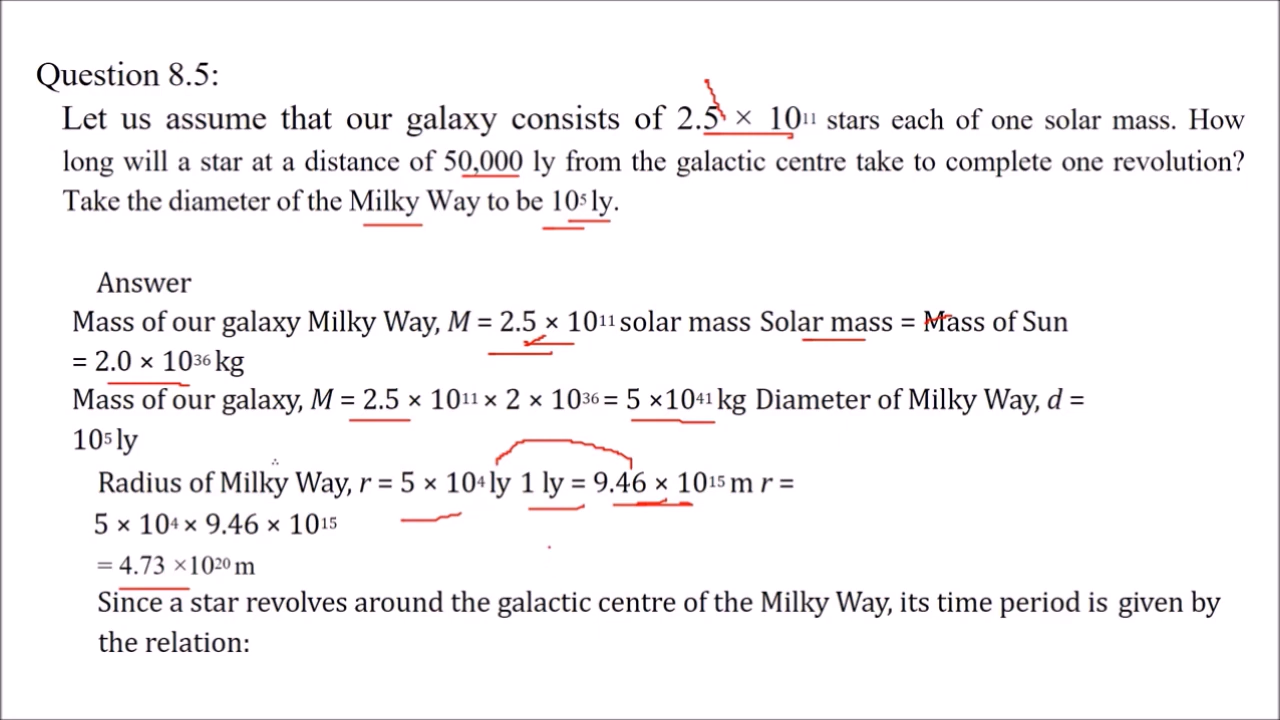 Question 8.5:
Let us assume that our galaxy consists of 2.5 × 10¹¹ stars each of one solar mass. How
long will a star at a distance of 50,000 ly from the galactic centre take to complete one revolution?
Take the diameter of the Milky Way to be 10⁵ ly.
Answer
Mass of our galaxy Milky Way, M = 2.5 × 10¹¹ solar mass Solar mass = Mass of Sun
= 2.0 × 10³⁶ kg
Mass of our galaxy, M = 2.5 × 10¹¹ × 2 × 10³⁶ = 5 ×10⁴¹ kg Diameter of Milky Way, d =
10⁵ ly
∴
Radius of Milky Way, r = 5 × 10⁴ ly 1 ly = 9.46 × 10¹⁵ m r =
5 × 10⁴ × 9.46 × 10¹⁵
= 4.73 ×10²⁰ m
Since a star revolves around the galactic centre of the Milky Way, its time period is given by
the relation: